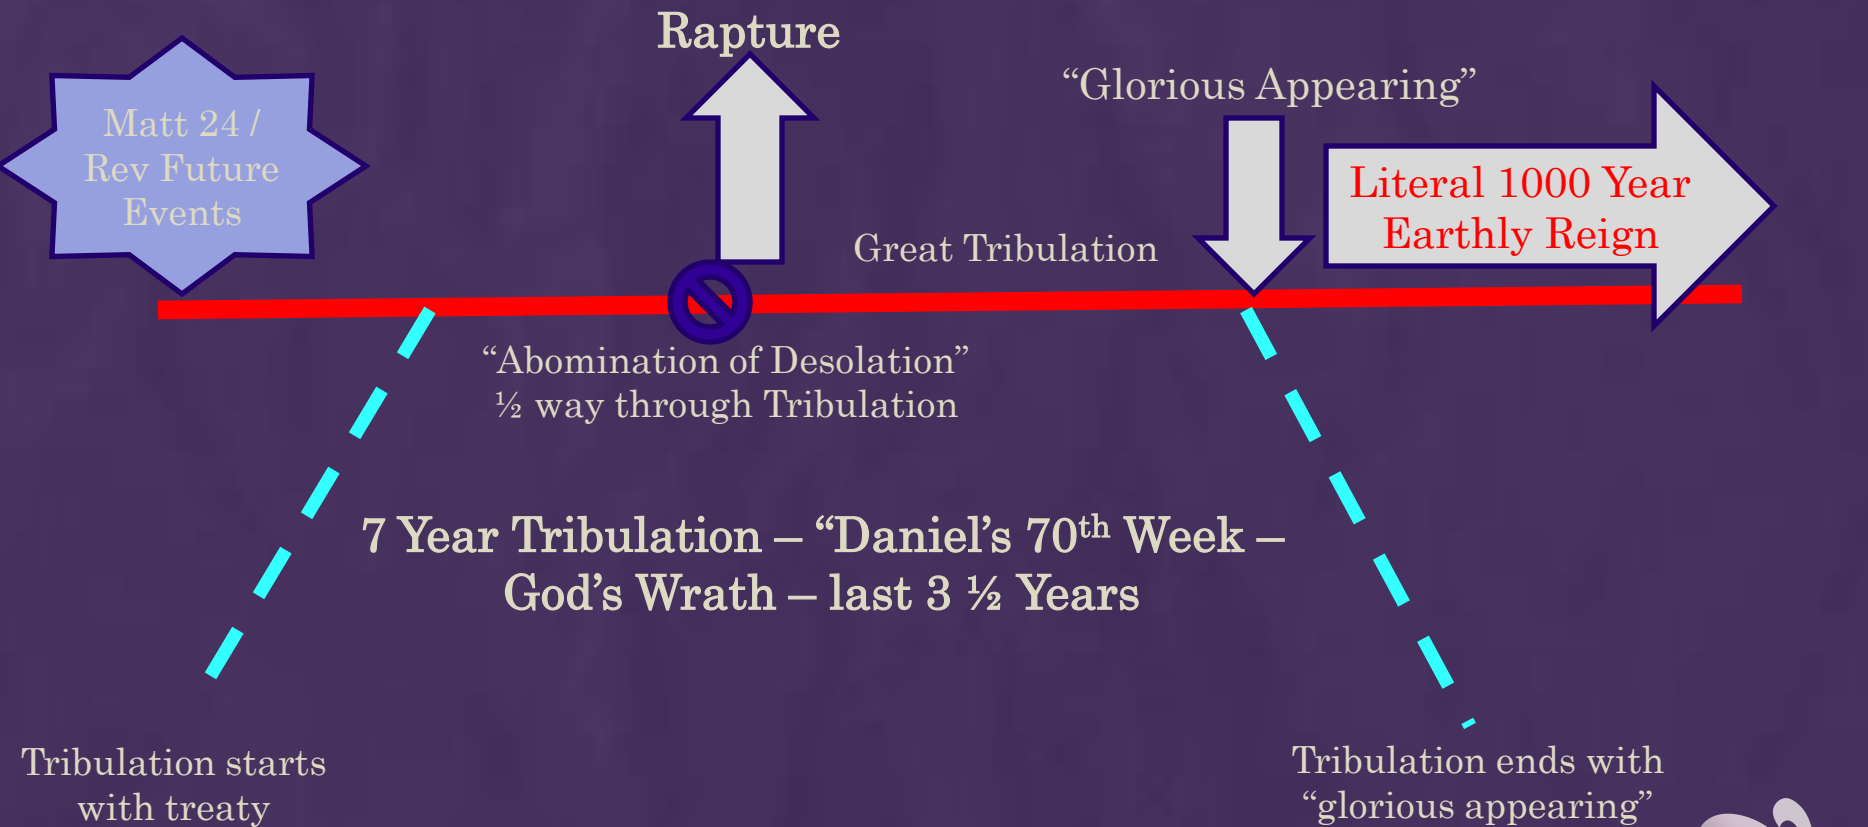 Rapture
“Glorious Appearing”
Matt 24 /
Rev Future
Events
Literal 1000 Year
Earthly Reign
Great Tribulation
“Abomination of Desolation”
½ way through Tribulation
7 Year Tribulation – “Daniel’s 70th Week –
God’s Wrath – last 3 ½ Years
Tribulation starts
with treaty
Tribulation ends with
“glorious appearing”